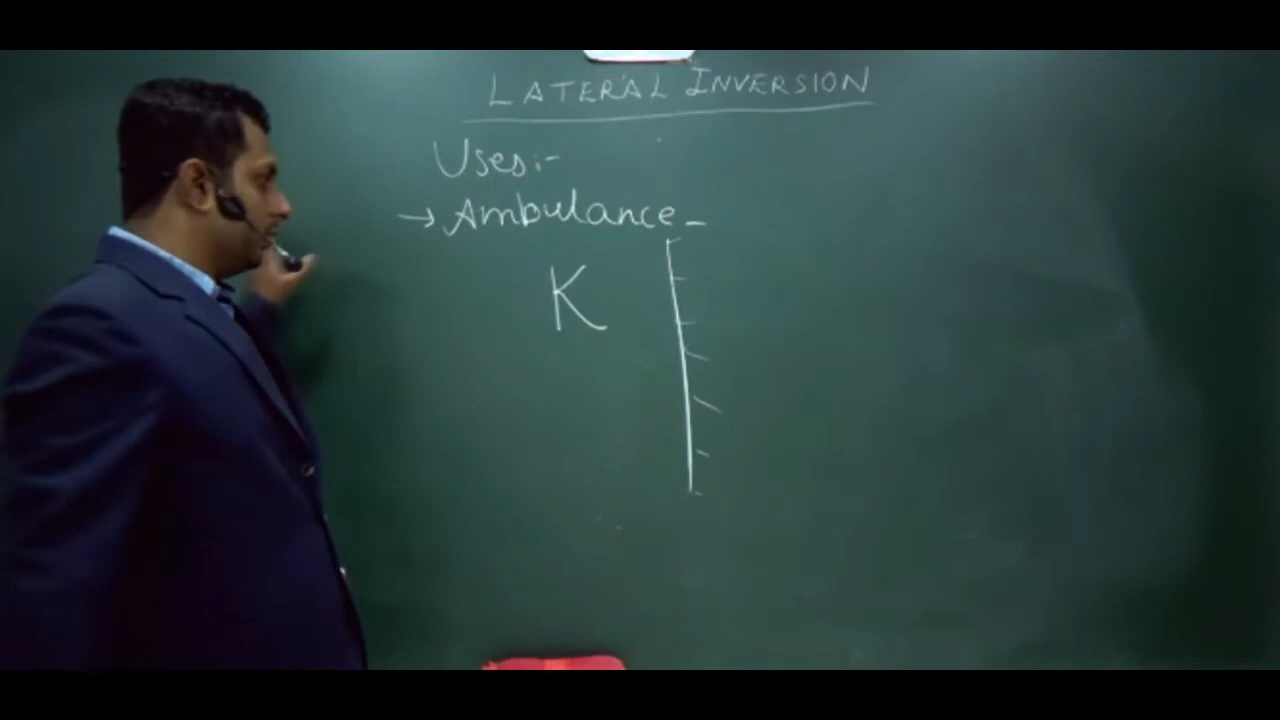 LATERAL INVERSION
Uses:-
→ Ambulance -
K